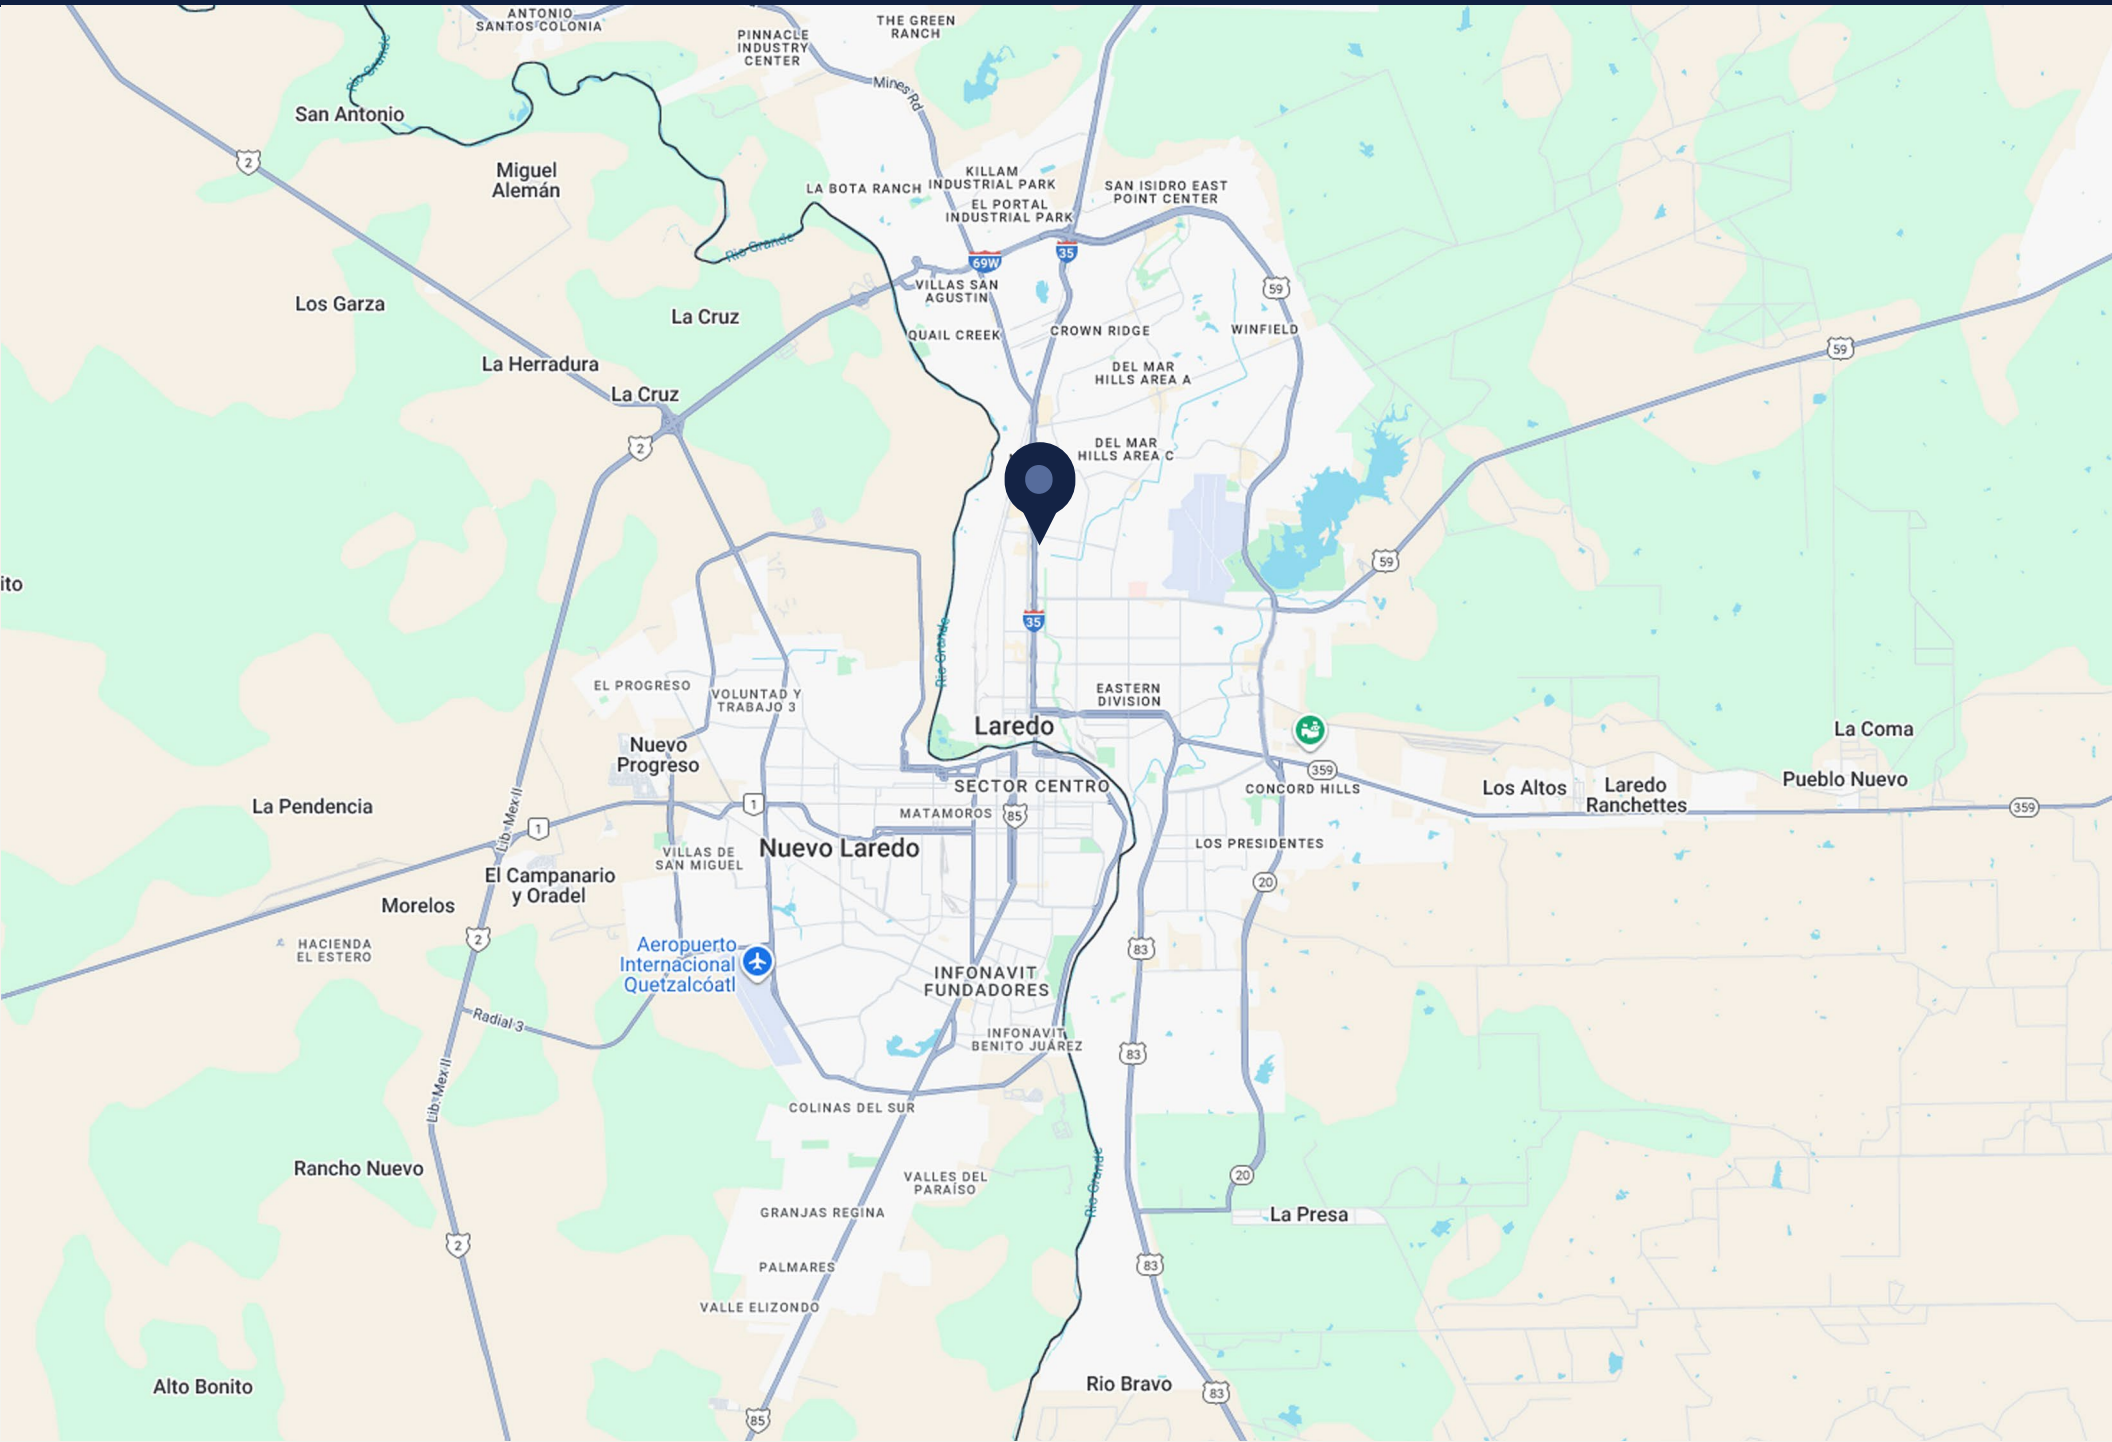 ANTONIO
SANTOS COLONIA
THE GREEN
RANCH
PINNACLE
INDUSTRY
CENTER
Rio Grande
Mines Rd
San Antonio
2
Miguel
Alemán
KILLAM
INDUSTRIAL PARK
LA BOTA RANCH
SAN ISIDRO EAST
POINT CENTER
EL PORTAL
INDUSTRIAL PARK
Rio Grande
69W
35
59
VILLAS SAN
AGUSTIN
Los Garza
La Cruz
QUAIL CREEK
CROWN RIDGE
WINFIELD
59
La Herradura
DEL MAR
HILLS AREA A
La Cruz
2
DEL MAR
HILLS AREA C
59
ito
35
Rio Grande
EL PROGRESO
VOLUNTAD Y
TRABAJO 3
EASTERN
DIVISION
Laredo
La Coma
Nuevo
Progreso
359
Pueblo Nuevo
SECTOR CENTRO
CONCORD HILLS
Los Altos
Laredo
Ranchettes
La Pendencia
1
359
Lib. Mex II
1
MATAMOROS
85
Nuevo Laredo
LOS PRESIDENTES
VILLAS DE
SAN MIGUEL
El Campanario
y Oradel
20
Morelos
2
HACIENDA
EL ESTERO
Aeropuerto
Internacional
Quetzalcóatl
83
INFONAVIT
FUNDADORES
Radial 3
INFONAVIT
BENITO JUÁREZ
83
Lib. Mex II
COLINAS DEL SUR
Rancho Nuevo
VALLES DEL
PARAÍSO
Rio Grande
20
GRANJAS REGINA
La Presa
2
PALMARES
83
VALLE ELIZONDO
Alto Bonito
Rio Bravo
83
85